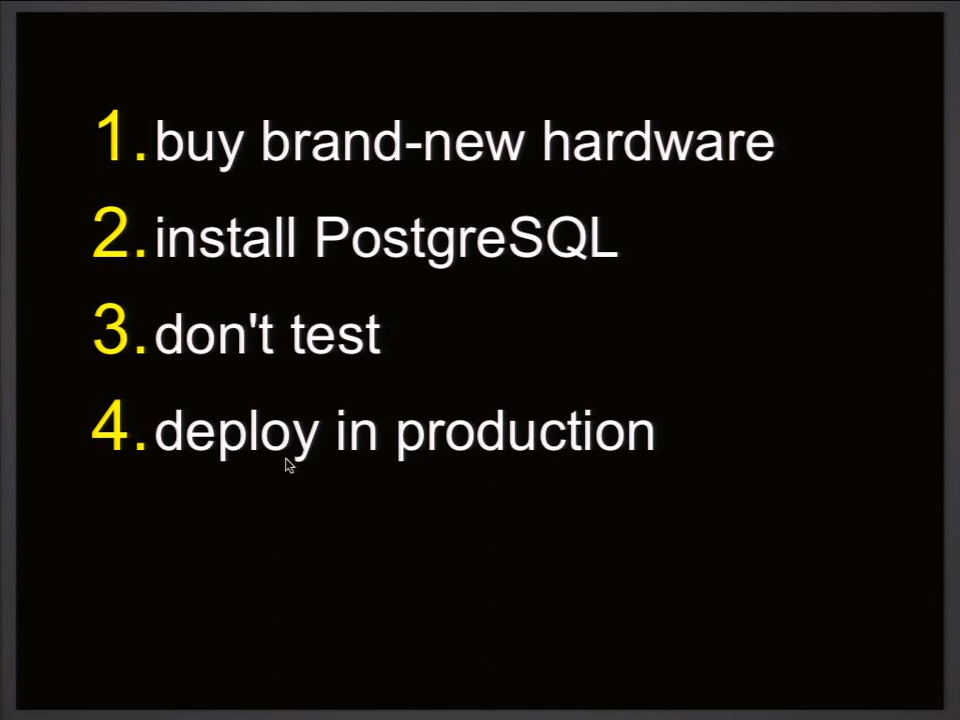 1. buy brand-new hardware
2. install PostgreSQL
3. don't test
4. deploy in production